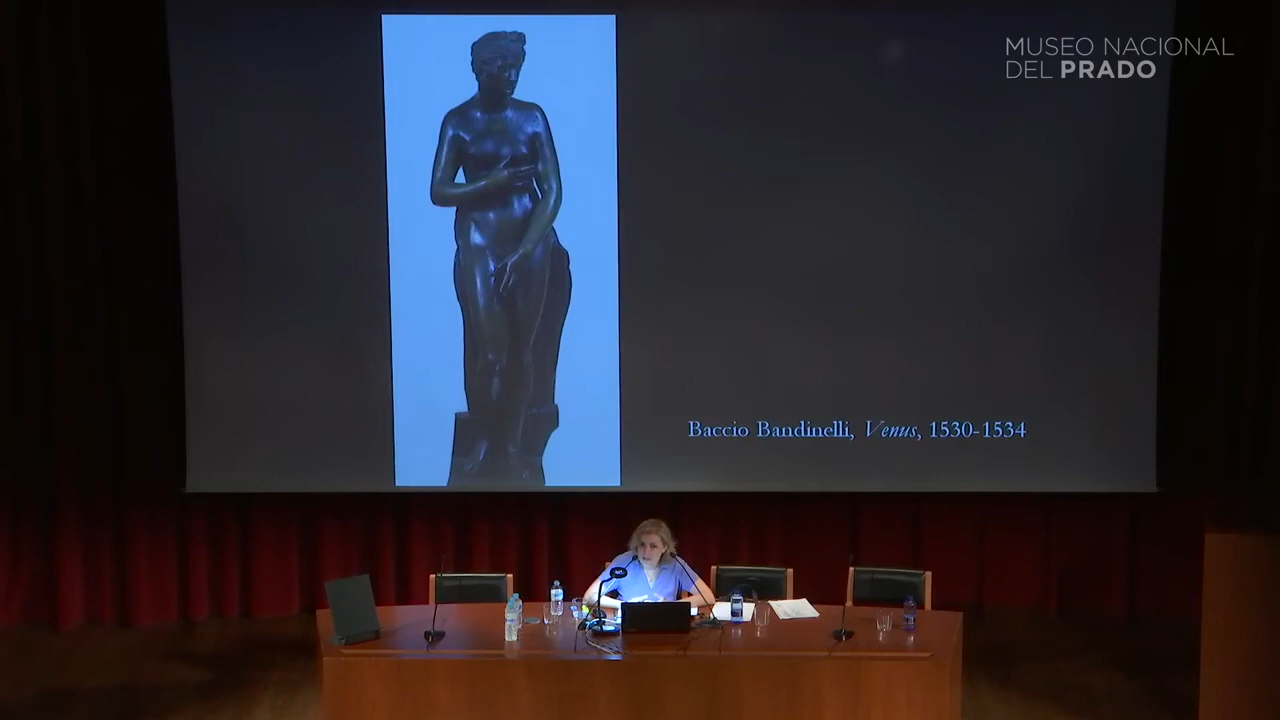 MUSEO NACIONAL
DEL PRADO
Baccio Bandinelli, Venus, 1530-1534